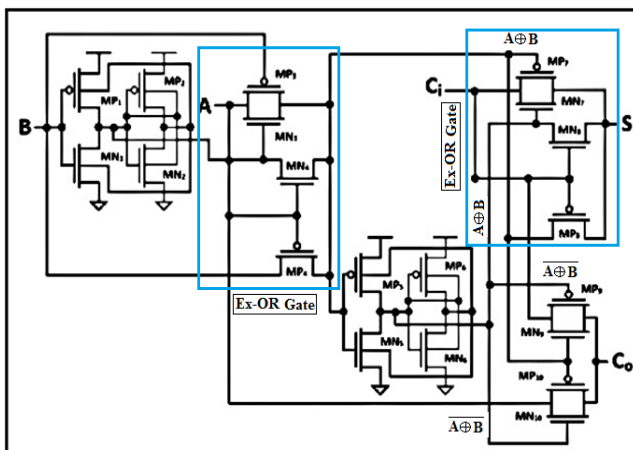 A⊕B
MP₃
MP₇
MP₂
MP₁
A
Cᵢ
MN₇
B
S
MN₃
MN₈
MN₁
MN₂
MN₄
Ex-OR Gate
A⊕B
MP₈
MP₄
Ex-OR Gate
MP₅
MP₆
A̅⊕̅B̅
MP₉
MN₉
MN₅
MN₆
MP₁₀
Cₒ
MN₁₀
A̅⊕̅B̅